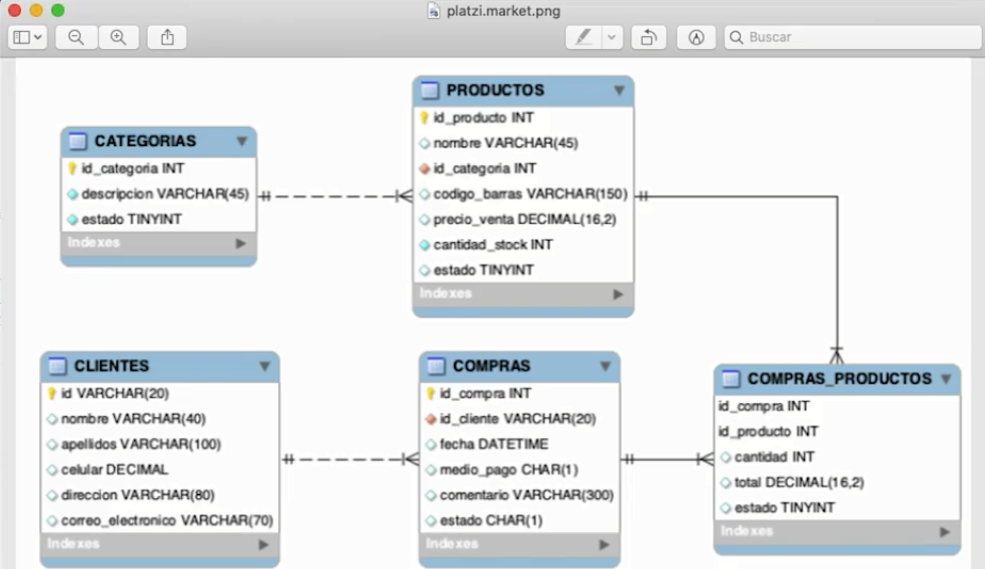 platzi.market.png
Buscar
PRODUCTOS
id_producto INT
nombre VARCHAR(45)
id_categoria INT
codigo_barras VARCHAR(150)
precio_venta DECIMAL(16,2)
cantidad_stock INT
estado TINYINT
Indexes
CATEGORIAS
id_categoria INT
descripcion VARCHAR(45)
estado TINYINT
Indexes
CLIENTES
id VARCHAR(20)
nombre VARCHAR(40)
apellidos VARCHAR(100)
celular DECIMAL
direccion VARCHAR(80)
correo_electronico VARCHAR(70)
Indexes
COMPRAS
id_compra INT
id_cliente VARCHAR(20)
fecha DATETIME
medio_pago CHAR(1)
comentario VARCHAR(300)
estado CHAR(1)
Indexes
COMPRAS_PRODUCTOS
id_compra INT
id_producto INT
cantidad INT
total DECIMAL(16,2)
estado TINYINT
Indexes